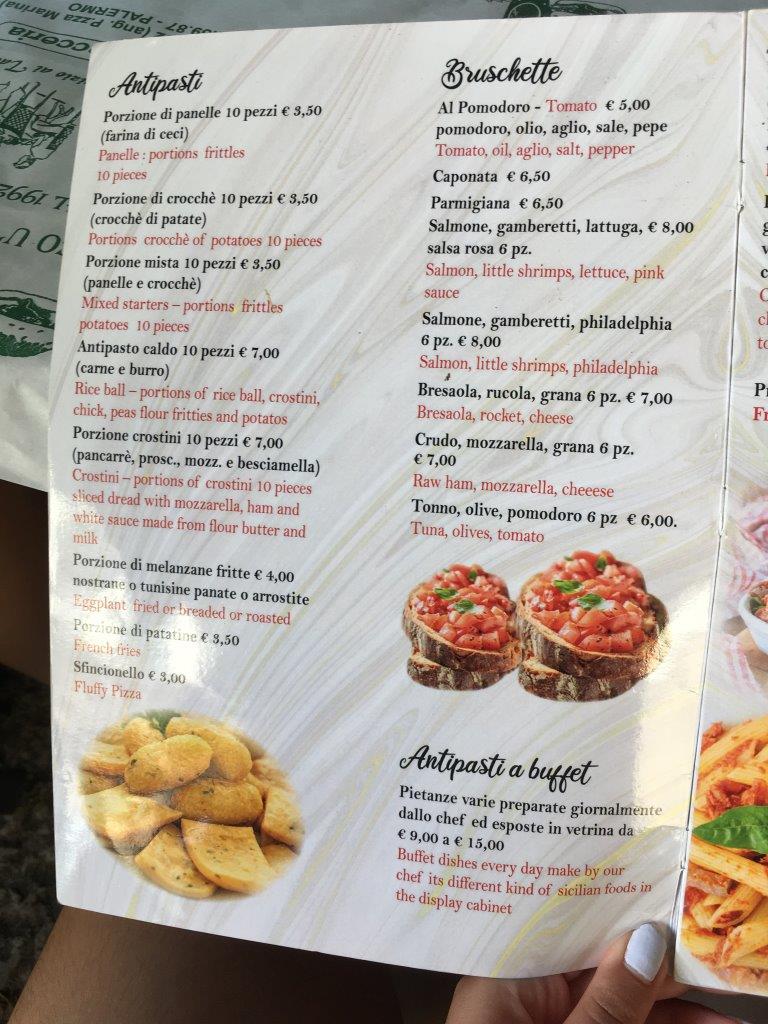 (ang. P.zza Marina)
PALERMO
Antipasti
Porzione di panelle 10 pezzi € 3,50
(farina di ceci)
Panelle : portions frittles
10 pieces
Porzione di crocchè 10 pezzi € 3,50
(crocchè di patate)
Portions crocchè of potatoes 10 pieces
Porzione mista 10 pezzi € 3,50
(panelle e crocchè)
Mixed starters – portions frittles
potatoes 10 pieces
Antipasto caldo 10 pezzi € 7,00
(carne e burro)
Rice ball – portions of rice ball, crostini,
chick, peas flour fritties and potatos
Porzione crostini 10 pezzi € 7,00
(pancarrè, prosc., mozz. e besciamella)
Crostini – portions of crostini 10 pieces
sliced dread with mozzarella, ham and
white sauce made from flour butter and
milk
Porzione di melanzane fritte € 4,00
nostrane o tunisine panate o arrostite
Eggplant fried or breaded or roasted
Porzione di patatine € 3,50
French fries
Sfincionello € 3,00
Fluffy Pizza
Bruschette
Al Pomodoro - Tomato € 5,00
pomodoro, olio, aglio, sale, pepe
Tomato, oil, aglio, salt, pepper
Caponata € 6,50
Parmigiana € 6,50
Salmone, gamberetti, lattuga, € 8,00
salsa rosa 6 pz.
Salmon, little shrimps, lettuce, pink
sauce
Salmone, gamberetti, philadelphia
6 pz. € 8,00
Salmon, little shrimps, philadelphia
Bresaola, rucola, grana 6 pz. € 7,00
Bresaola, rocket, cheese
Crudo, mozzarella, grana 6 pz.
€ 7,00
Raw ham, mozzarella, cheeese
Tonno, olive, pomodoro 6 pz € 6,00.
Tuna, olives, tomato
Antipasti a buffet
Pietanze varie preparate giornalmente
dallo chef ed esposte in vetrina da
€ 9,00 a € 15,00
Buffet dishes every day make by our
chef its different kind of sicilian foods in
the display cabinet